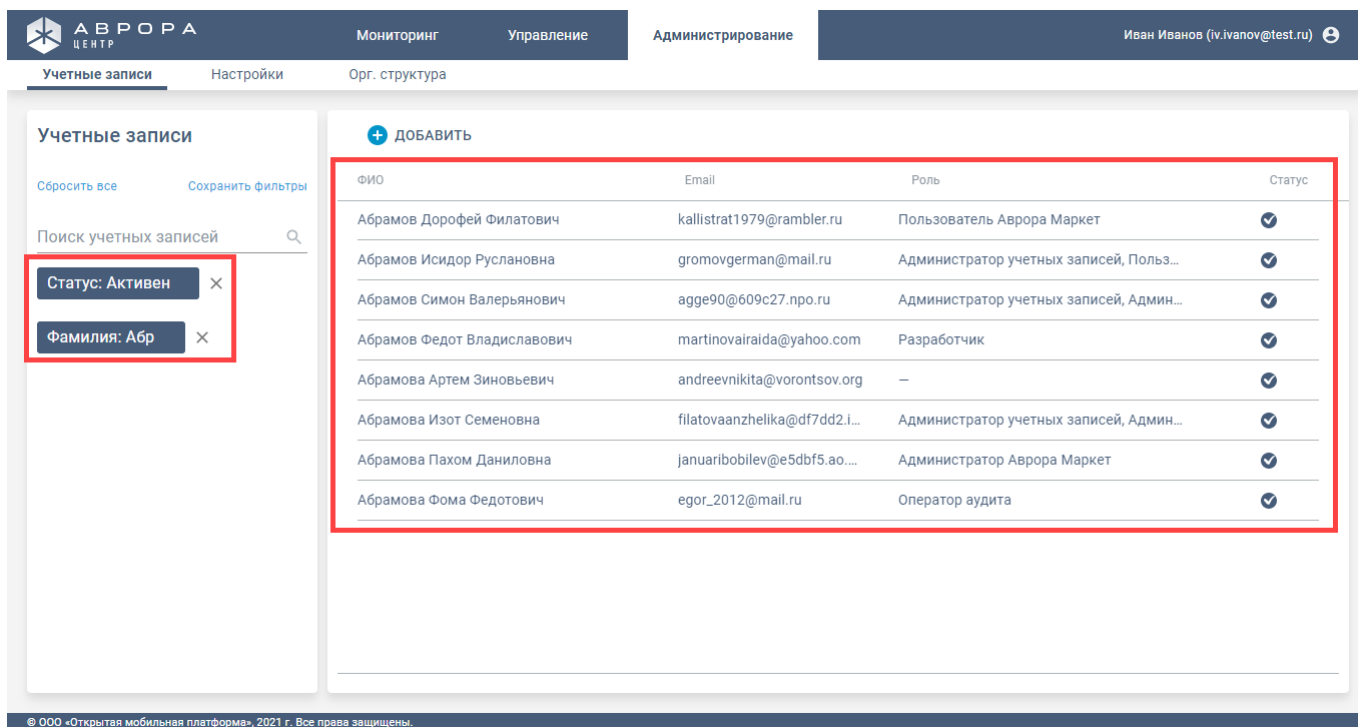 АВРОРА
ЦЕНТР
Мониторинг Управление Администрирование Иван Иванов (iv.ivanov@test.ru)
Учетные записи Настройки Орг. структура
Учетные записи
Сбросить все Сохранить фильтры
Поиск учетных записей
Статус: Активен
Фамилия: Абр
ДОБАВИТЬ
ФИО Email Роль Статус
Абрамов Дорофей Филатович kallistrat1979@rambler.ru Пользователь Аврора Маркет
Абрамов Исидор Руслановна gromovgerman@mail.ru Администратор учетных записей, Польз...
Абрамов Симон Валерьянович agge90@609c27.npo.ru Администратор учетных записей, Админ...
Абрамов Федот Владиславович martinovairaida@yahoo.com Разработчик
Абрамова Артем Зиновьевич andreevnikita@vorontsov.org —
Абрамова Изот Семеновна filatovaanzhelika@df7dd2.i... Администратор учетных записей, Админ...
Абрамова Пахом Даниловна januaribobilev@e5dbf5.ao.... Администратор Аврора Маркет
Абрамова Фома Федотович egor_2012@mail.ru Оператор аудита
© ООО «Открытая мобильная платформа», 2021 г. Все права защищены.